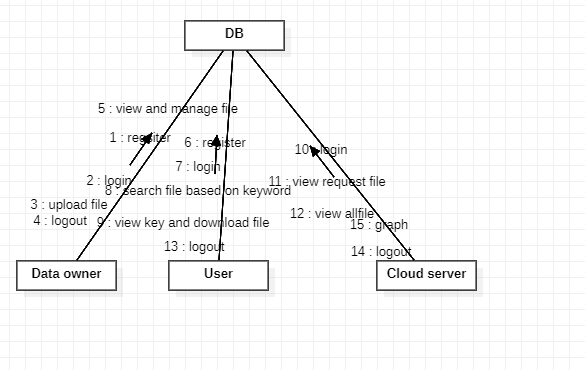 DB
5 : view and manage file
1 : regsiter
6 : register
10 : login
7 : login
2 : login
11 : view request file
8 : search file based on keyword
3 : upload file
12 : view allfile
4 : logout
9 : view key and download file
15 : graph
13 : logout
14 : logout
Data owner
User
Cloud server